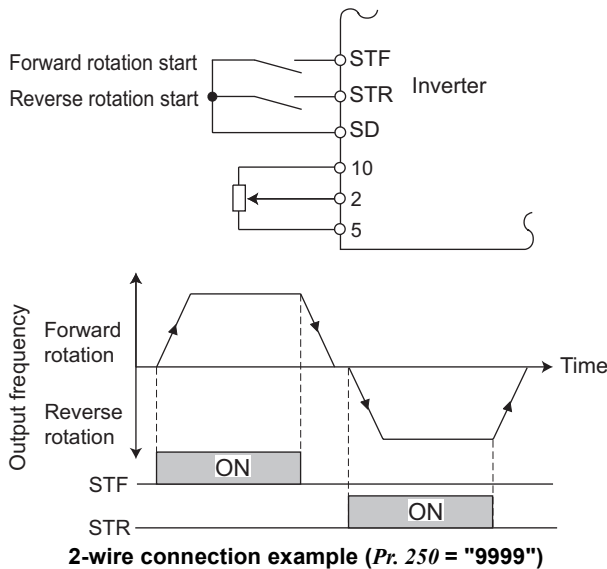 Forward rotation start
STF
Inverter
Reverse rotation start
STR
SD
10
2
5
Output frequency
Forward
rotation
Time
Reverse
rotation
ON
STF
ON
STR
2-wire connection example (Pr. 250 = "9999")